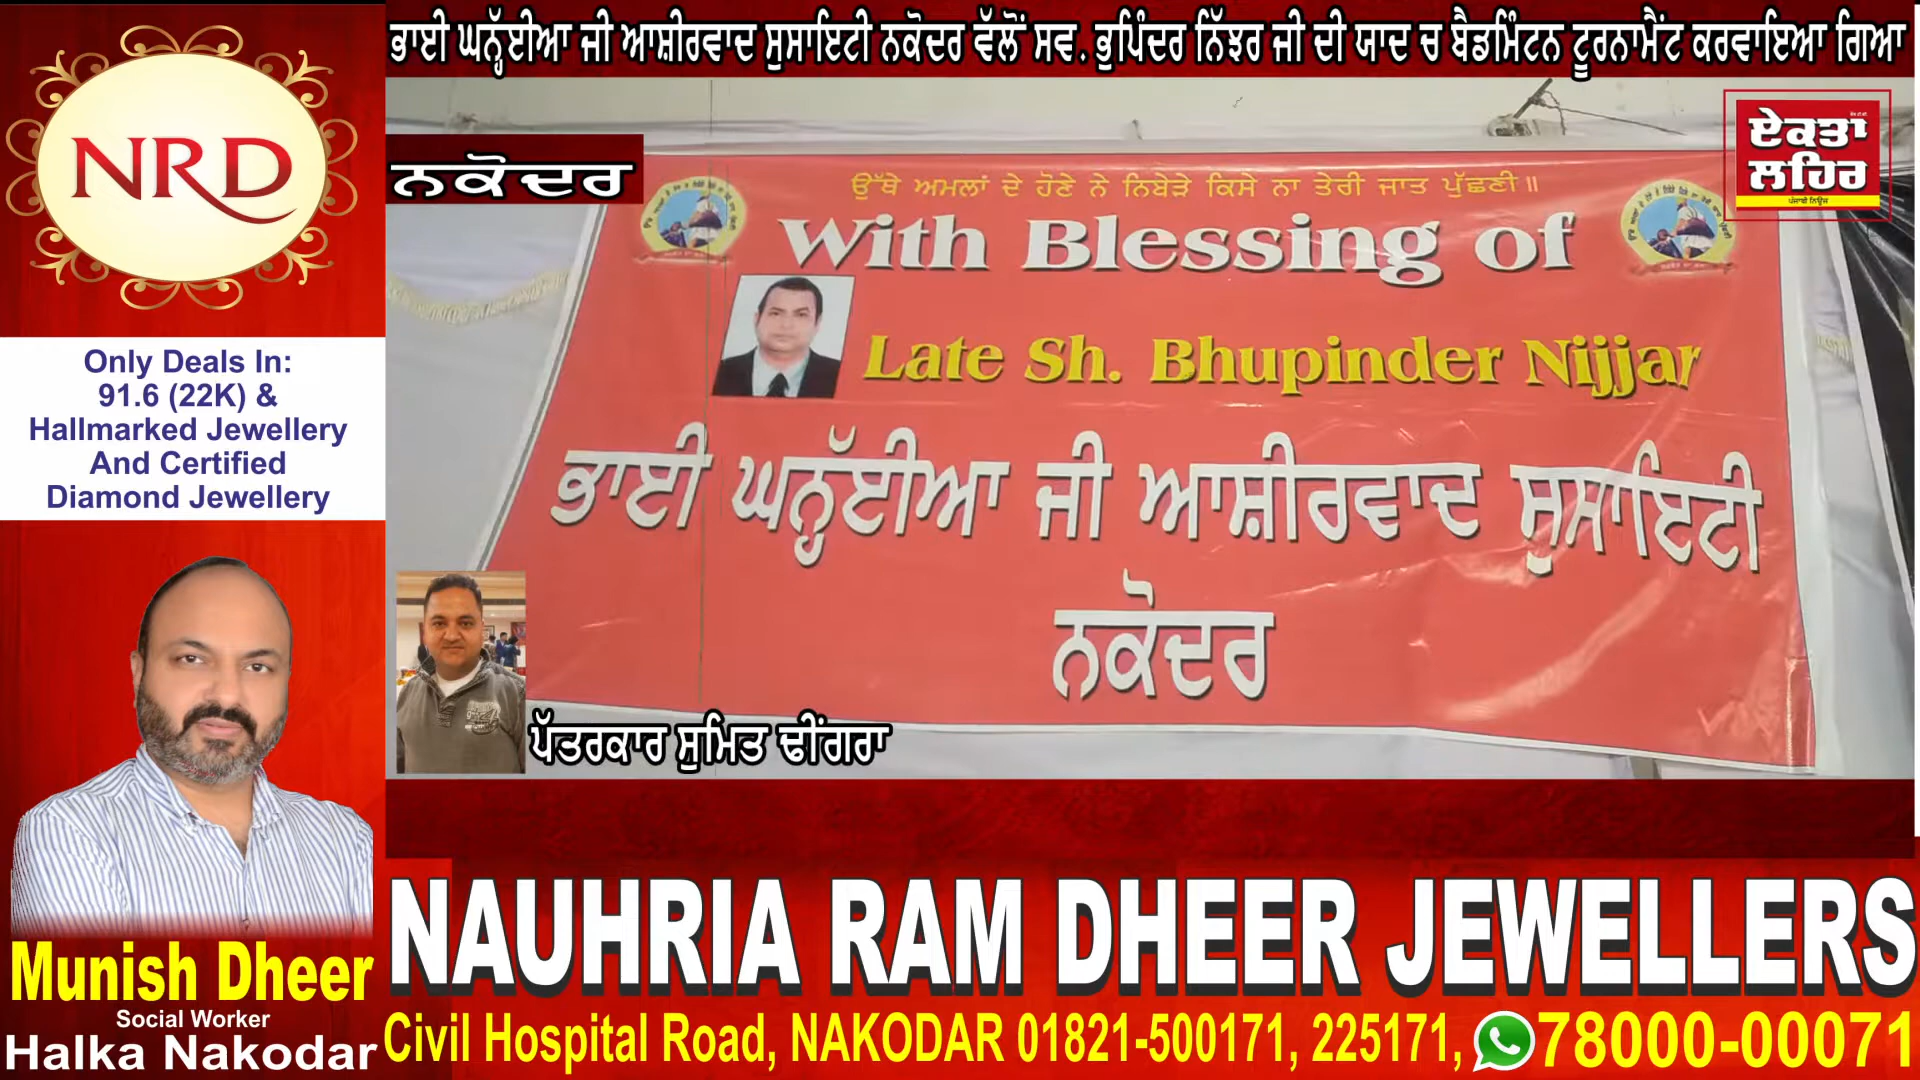 ਭਾਈ ਘਨ੍ਹੱਈਆ ਜੀ ਆਸ਼ੀਰਵਾਦ ਸੁਸਾਇਟੀ ਨਕੋਦਰ ਵੱਲੋਂ ਸਵ. ਭੁਪਿੰਦਰ ਨਿੱਝਰ ਜੀ ਦੀ ਯਾਦ ਚ ਬੈਡਮਿੰਟਨ ਟੂਰਨਾਮੈਂਟ ਕਰਵਾਇਆ ਗਿਆ
NRD
ਨਕੋਦਰ
ਏਕਤਾ
ਲਹਿਰ
ਪੰਜਾਬੀ ਨਿਊਜ਼
ਉੱਥੇ ਅਮਲਾਂ ਦੇ ਹੋਣੇ ਨੇ ਨਿਬੇੜੇ ਕਿਸੇ ਨਾ ਤੇਰੀ ਜਾਤ ਪੁੱਛਣੀ॥
With Blessing of
Late Sh. Bhupinder Nijjar
ਭਾਈ ਘਨ੍ਹੱਈਆ ਜੀ ਆਸ਼ੀਰਵਾਦ ਸੁਸਾਇਟੀ
ਨਕੋਦਰ
Only Deals In:
91.6 (22K) &
Hallmarked Jewellery
And Certified
Diamond Jewellery
ਪੱਤਰਕਾਰ ਸੁਮਿਤ ਢੀਂਗਰਾ
Munish Dheer
Social Worker
Halka Nakodar
NAUHRIA RAM DHEER JEWELLERS
Civil Hospital Road, NAKODAR 01821-500171, 225171, 78000-00071